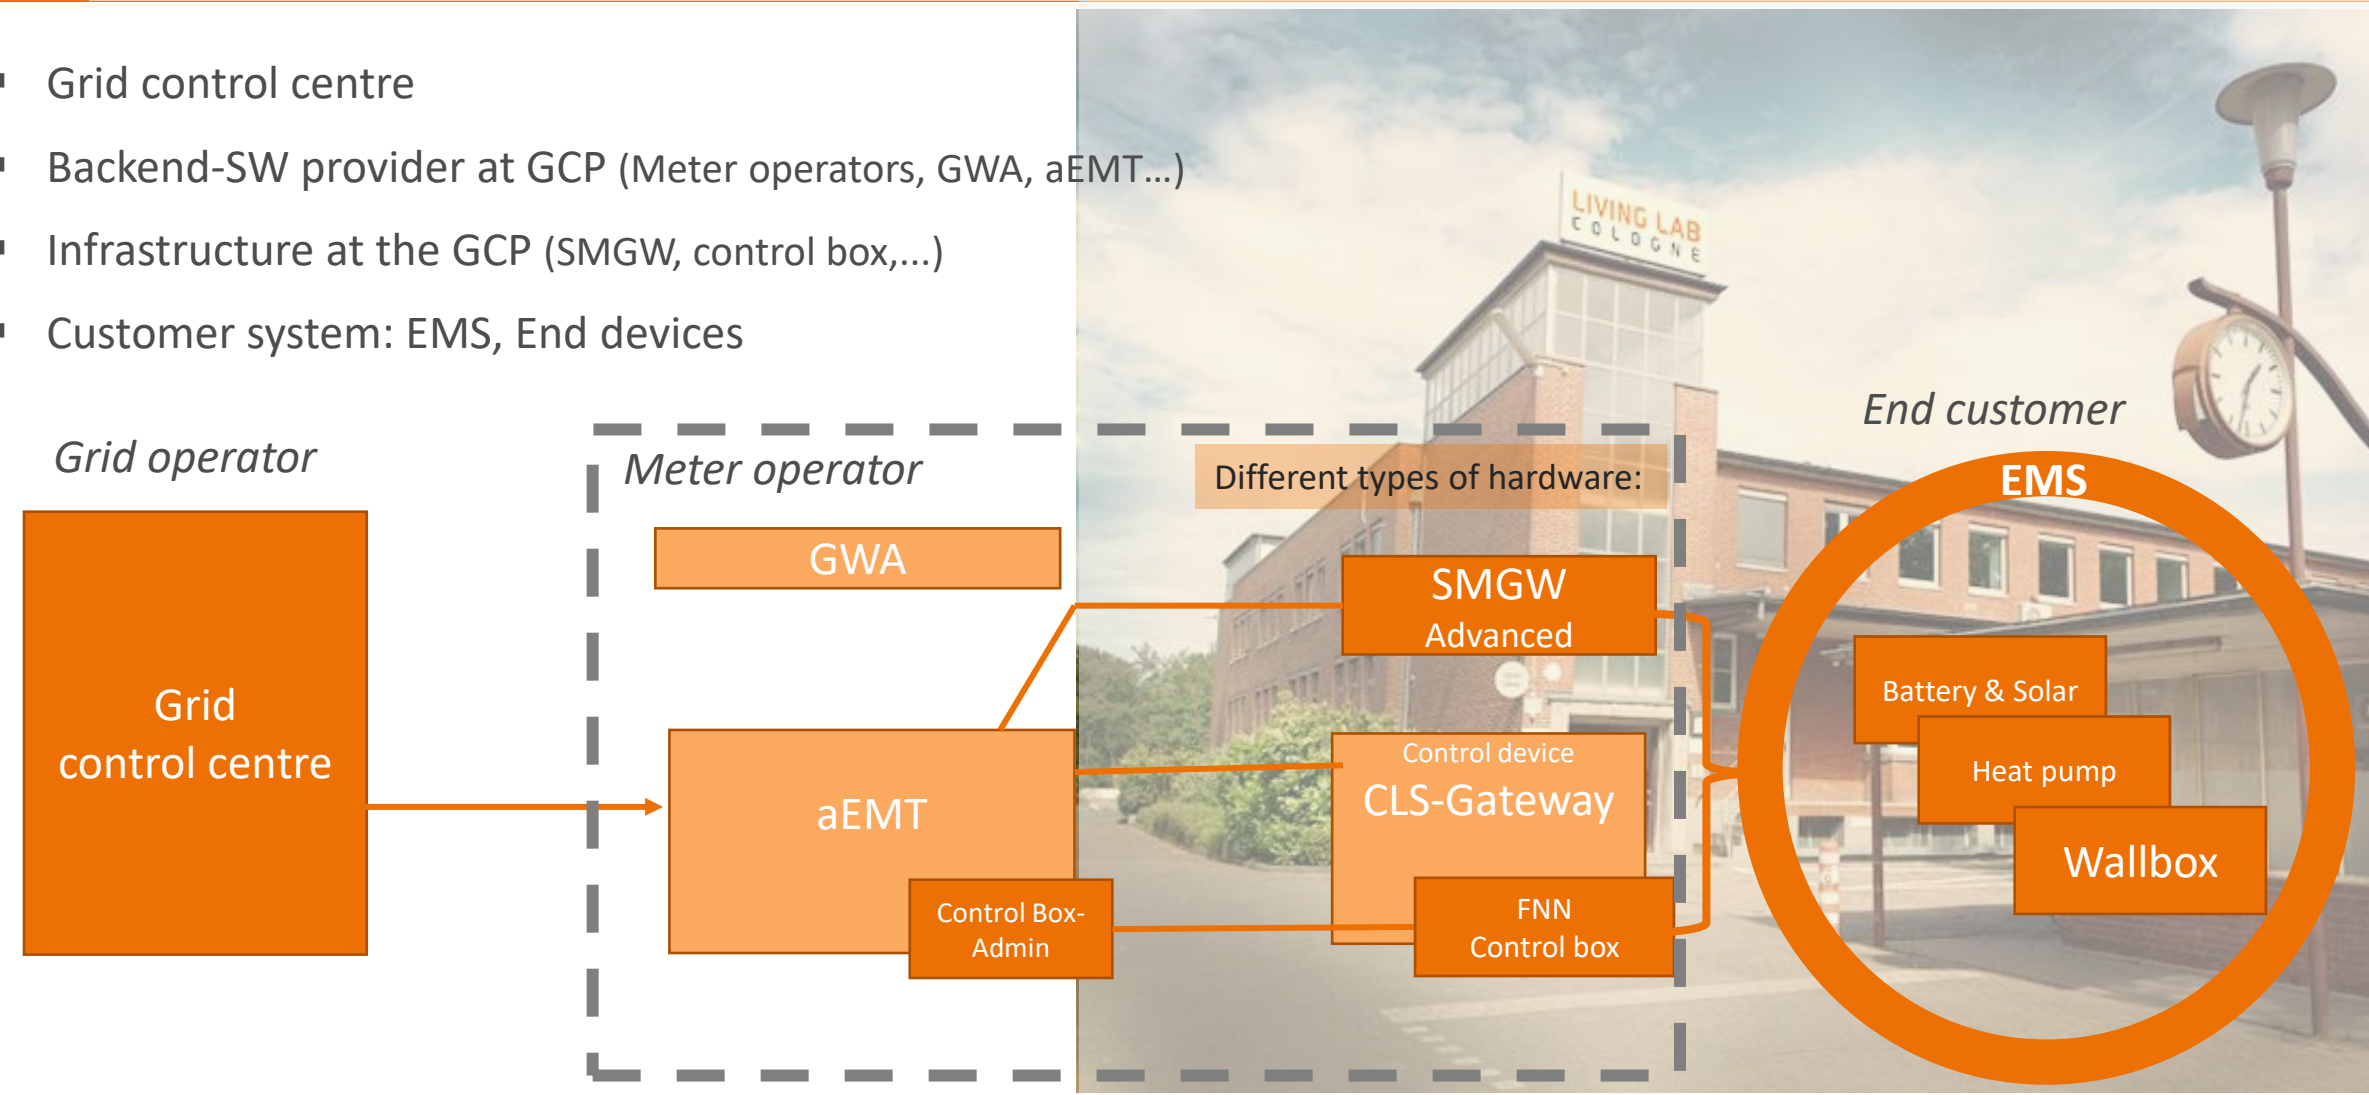 Grid control centre
Backend-SW provider at GCP (Meter operators, GWA, aEMT...)
Infrastructure at the GCP (SMGW, control box,...)
Customer system: EMS, End devices
LIVING LAB
COLOGNE
End customer
Grid operator
Meter operator
Different types of hardware:
EMS
GWA
SMGW
Advanced
Grid
control centre
aEMT
Control Box-
Admin
Control device
CLS-Gateway
FNN
Control box
Battery & Solar
Heat pump
Wallbox